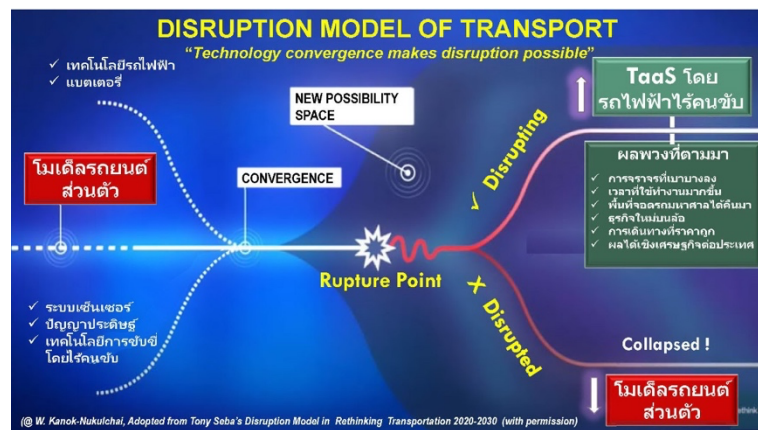 DISRUPTION MODEL OF TRANSPORT
“Technology convergence makes disruption possible”
✓ เทคโนโลยีรถไฟฟ้า
✓ แบตเตอรี่
NEW POSSIBILITY
SPACE
TaaS โดย
รถไฟฟ้าไร้คนขับ
โมเด็ลรถยนต์
ส่วนตัว
CONVERGENCE
✓ Disrupting
ผลพวงที่ตามมา
✓ การจราจรที่เบาบางลง
✓ เวลาที่ใช้ทำงานมากขึ้น
✓ พื้นที่จอดรถมหาศาลได้คืนมา
✓ ธุรกิจใหม่บนล้อ
✓ การเดินทางที่ราคาถูก
✓ ผลได้เชิงเศรษฐกิจต่อประเทศ
Rupture Point
✓ ระบบเซ็นเซอร์
✓ ปัญญาประดิษฐ์
✓ เทคโนโลยีการขับขี่
โดยไร้คนขับ
✗ Disrupted
Collapsed !
โมเด็ลรถยนต์
ส่วนตัว
(@ W. Kanok-Nukulchai, Adopted from Tony Seba's Disruption Model in Rethinking Transportation 2020-2030 (with permission)